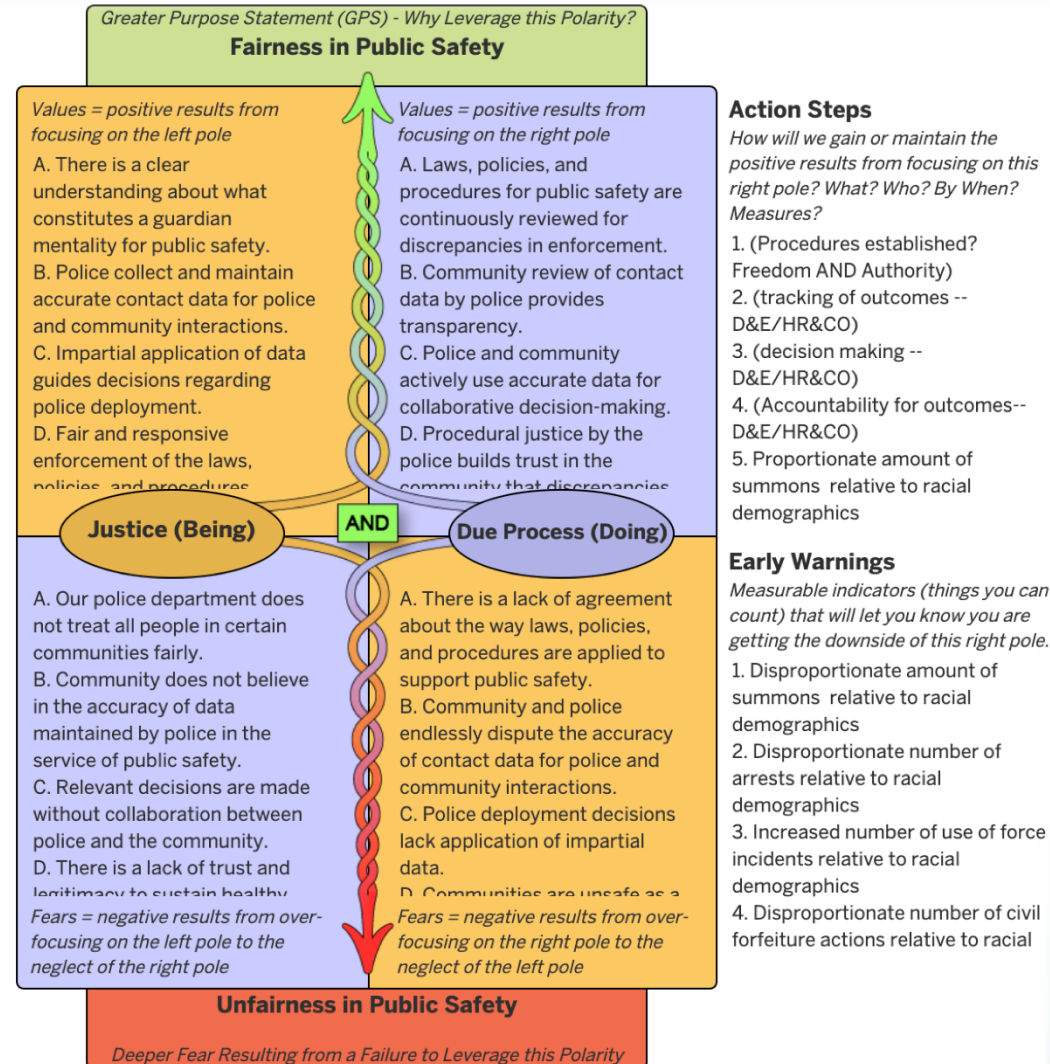 Greater Purpose Statement (GPS) - Why Leverage this Polarity?
Fairness in Public Safety
Values = positive results from
focusing on the left pole
A. There is a clear
understanding about what
constitutes a guardian
mentality for public safety.
B. Police collect and maintain
accurate contact data for police
and community interactions.
C. Impartial application of data
guides decisions regarding
police deployment.
D. Fair and responsive
enforcement of the laws,
policies, and procedures
Values = positive results from
focusing on the right pole
A. Laws, policies, and
procedures for public safety are
continuously reviewed for
discrepancies in enforcement.
B. Community review of contact
data by police provides
transparency.
C. Police and community
actively use accurate data for
collaborative decision-making.
D. Procedural justice by the
police builds trust in the
community that discrepancies
Justice (Being)
AND
Due Process (Doing)
A. Our police department does
not treat all people in certain
communities fairly.
B. Community does not believe
in the accuracy of data
maintained by police in the
service of public safety.
C. Relevant decisions are made
without collaboration between
police and the community.
D. There is a lack of trust and
legitimacy to sustain healthy
Fears = negative results from over-
focusing on the left pole to the
neglect of the right pole
A. There is a lack of agreement
about the way laws, policies,
and procedures are applied to
support public safety.
B. Community and police
endlessly dispute the accuracy
of contact data for police and
community interactions.
C. Police deployment decisions
lack application of impartial
data.
D. Communities are unsafe as a
Fears = negative results from over-
focusing on the right pole to the
neglect of the left pole
Unfairness in Public Safety
Deeper Fear Resulting from a Failure to Leverage this Polarity
Action Steps
How will we gain or maintain the
positive results from focusing on this
right pole? What? Who? By When?
Measures?
1. (Procedures established?
Freedom AND Authority)
2. (tracking of outcomes --
D&E/HR&CO)
3. (decision making --
D&E/HR&CO)
4. (Accountability for outcomes--
D&E/HR&CO)
5. Proportionate amount of
summons relative to racial
demographics
Early Warnings
Measurable indicators (things you can
count) that will let you know you are
getting the downside of this right pole.
1. Disproportionate amount of
summons relative to racial
demographics
2. Disproportionate number of
arrests relative to racial
demographics
3. Increased number of use of force
incidents relative to racial
demographics
4. Disproportionate number of civil
forfeiture actions relative to racial